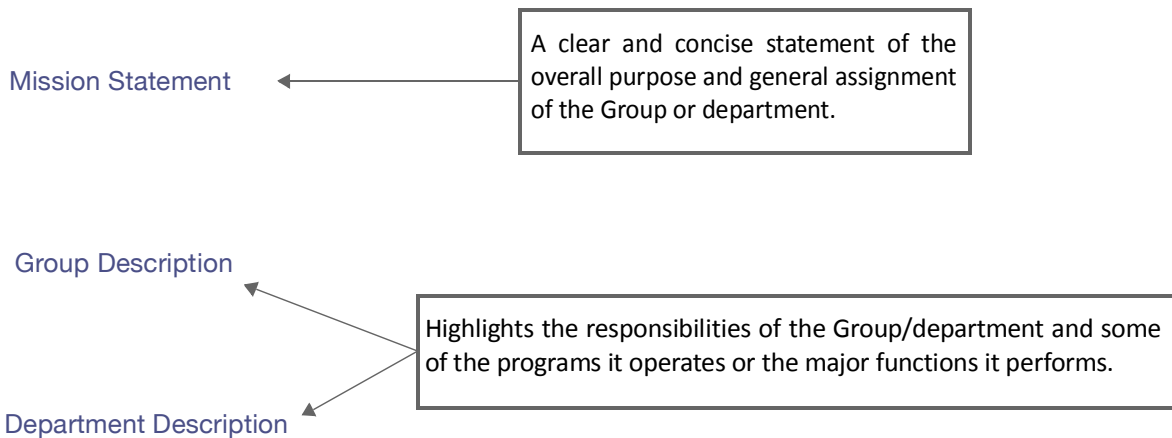 Mission Statement
A clear and concise statement of the
overall purpose and general assignment
of the Group or department.
Group Description
Highlights the responsibilities of the Group/department and some
of the programs it operates or the major functions it performs.
Department Description